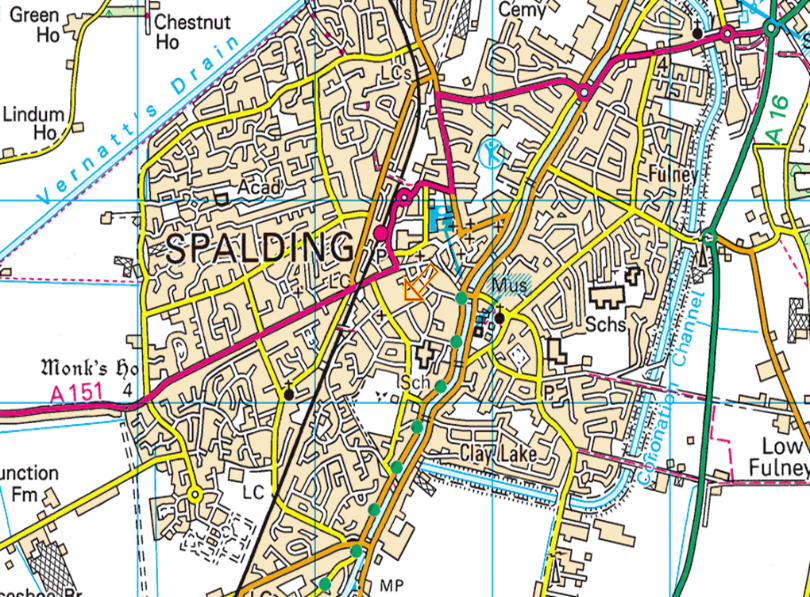 Green
Ho
Chestnut
Ho
Cemy
LCs
4
A 16
Vernatt's Drain
Lindum
Ho
Fulney
Acad
SPALDING
P
LC
Mus
Schs
Monk's Ho
A151
4
Sch
P
Coronation Channel
Clay Lake
Low
Fulney
unction
Fm
LC
MP